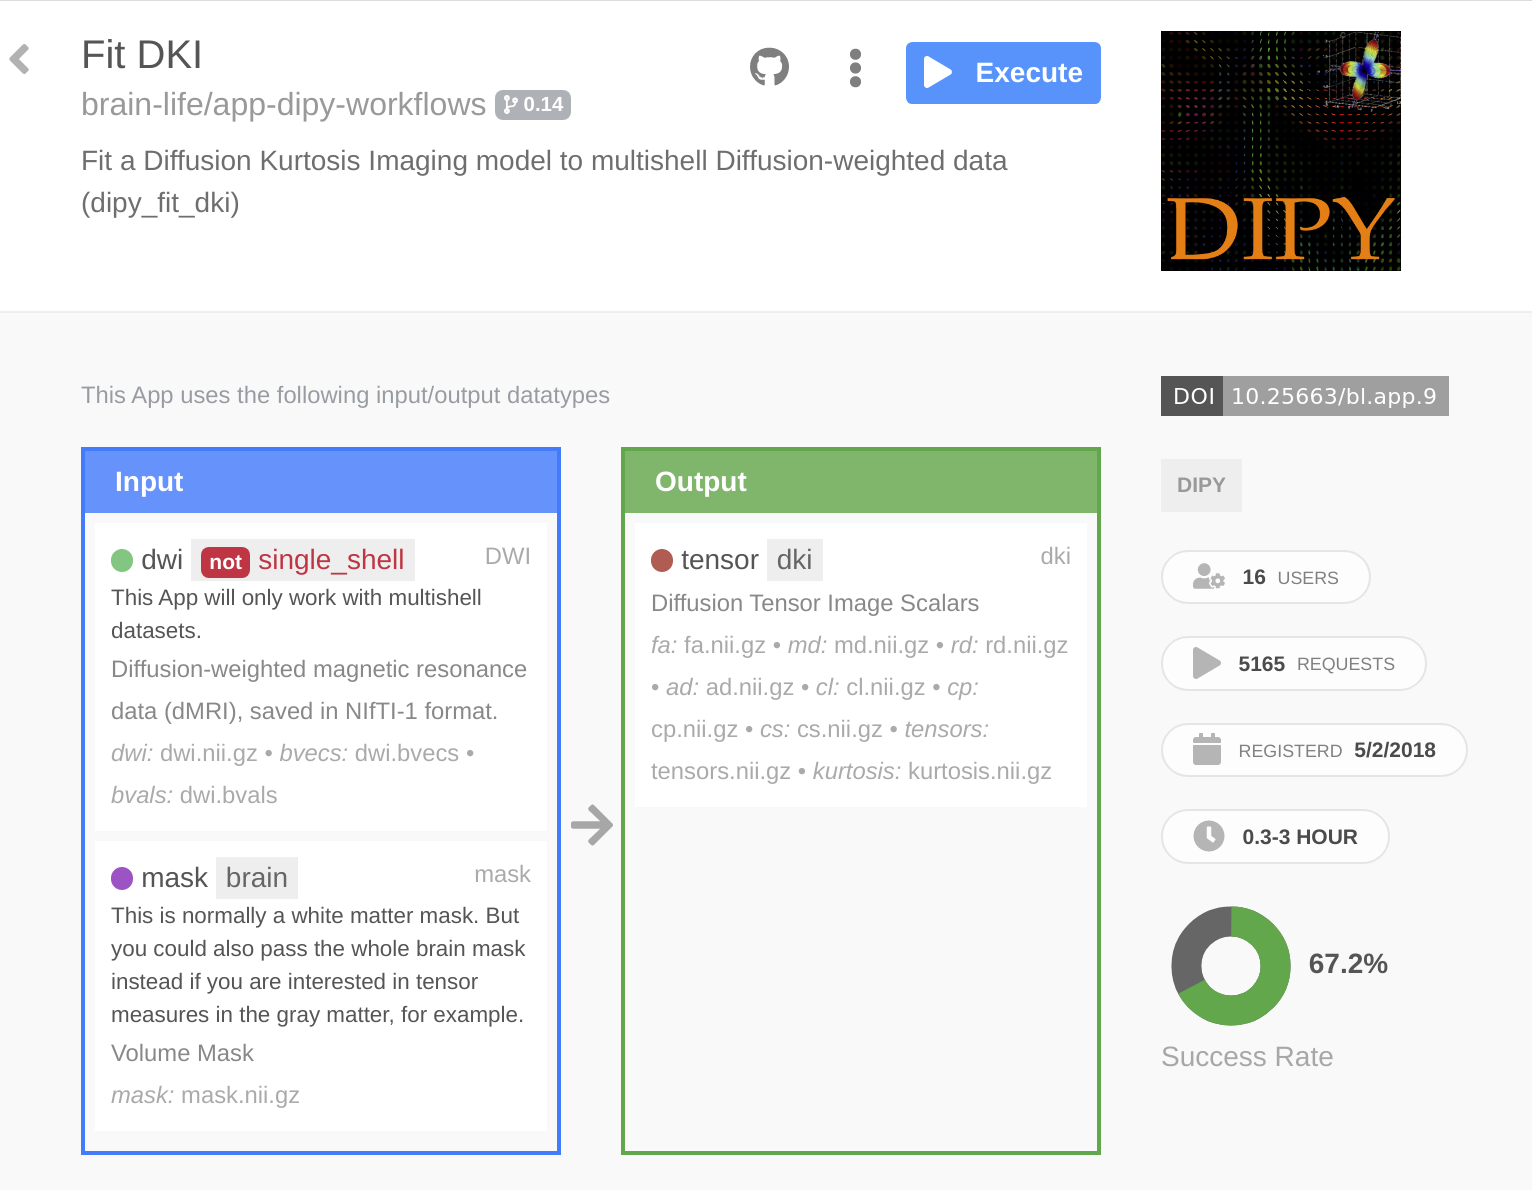 Fit DKI
brain-life/app-dipy-workflows 0.14
Execute
Fit a Diffusion Kurtosis Imaging model to multishell Diffusion-weighted data
(dipy_fit_dki)
DIPY
This App uses the following input/output datatypes
Input
dwi not single_shell DWI
This App will only work with multishell
datasets.
Diffusion-weighted magnetic resonance
data (dMRI), saved in NIfTI-1 format.
dwi: dwi.nii.gz • bvecs: dwi.bvecs •
bvals: dwi.bvals
mask brain mask
This is normally a white matter mask. But
you could also pass the whole brain mask
instead if you are interested in tensor
measures in the gray matter, for example.
Volume Mask
mask: mask.nii.gz
Output
tensor dki dki
Diffusion Tensor Image Scalars
fa: fa.nii.gz • md: md.nii.gz • rd: rd.nii.gz
• ad: ad.nii.gz • cl: cl.nii.gz • cp:
cp.nii.gz • cs: cs.nii.gz • tensors:
tensors.nii.gz • kurtosis: kurtosis.nii.gz
DOI 10.25663/bl.app.9
DIPY
16 USERS
5165 REQUESTS
REGISTERD 5/2/2018
0.3-3 HOUR
67.2%
Success Rate